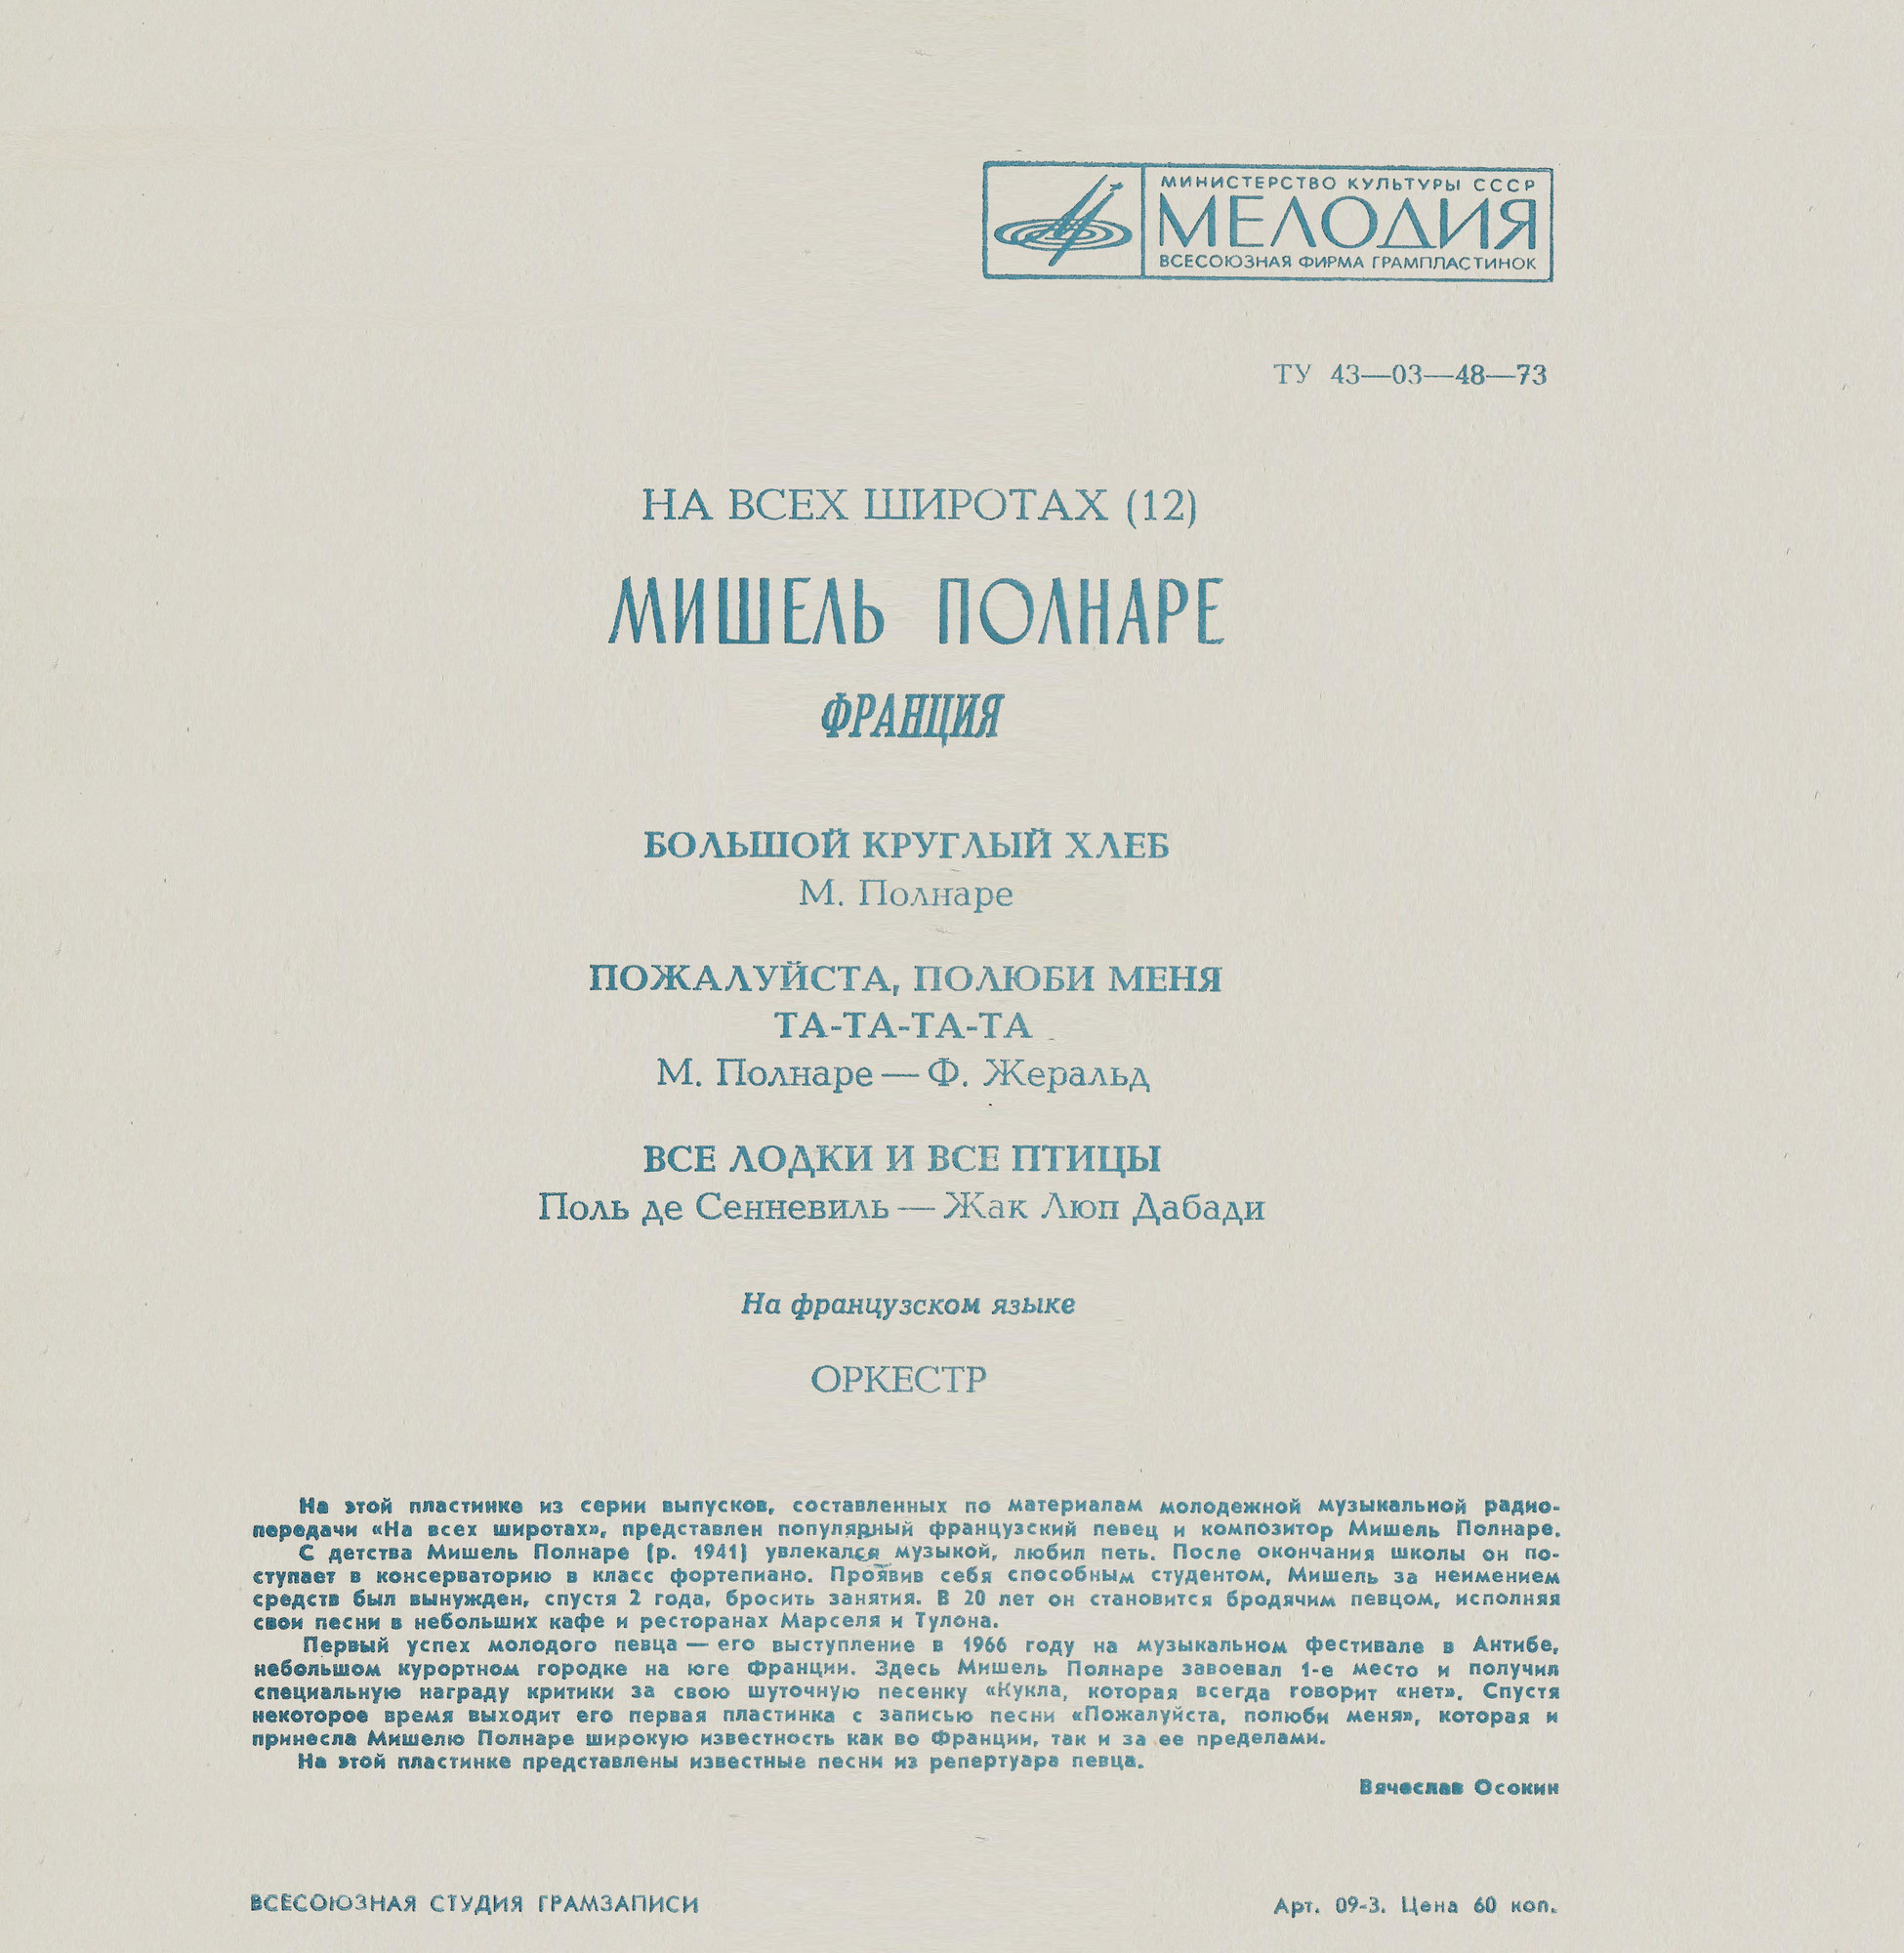 МИНИСТЕРСТВО КУЛЬТУРЫ СССР
МЕЛОДИЯ
ВСЕСОЮЗНАЯ ФИРМА ГРАМПЛАСТИНОК
ТУ 43—03—48—73
НА ВСЕХ ШИРОТАХ (12)
МИШЕЛЬ ПОЛНАРЕ
ФРАНЦИЯ
БОЛЬШОЙ КРУГЛЫЙ ХЛЕБ
М. Полнаре
ПОЖАЛУЙСТА, ПОЛЮБИ МЕНЯ
ТА-ТА-ТА-ТА
М. Полнаре — Ф. Жеральд
ВСЕ ЛОДКИ И ВСЕ ПТИЦЫ
Поль де Сенневиль — Жак Люп Дабади
На французском языке
ОРКЕСТР
На этой пластинке из серии выпусков, составленных по материалам молодежной музыкальной радио-
передачи «На всех широтах», представлен популярный французский певец и композитор Мишель Полнаре.
С детства Мишель Полнаре (р. 1941) увлекался музыкой, любил петь. После окончания школы он по-
ступает в консерваторию в класс фортепиано. Проявив себя способным студентом, Мишель за неимением
средств был вынужден, спустя 2 года, бросить занятия. В 20 лет он становится бродячим певцом, исполняя
свои песни в небольших кафе и ресторанах Марселя и Тулона.
Первый успех молодого певца — его выступление в 1966 году на музыкальном фестивале в Антибе,
небольшом курортном городке на юге Франции. Здесь Мишель Полнаре завоевал 1-е место и получил
специальную награду критики за свою шуточную песенку «Кукла, которая всегда говорит «нет». Спустя
некоторое время выходит его первая пластинка с записью песни «Пожалуйста, полюби меня», которая и
принесла Мишелю Полнаре широкую известность как во Франции, так и за ее пределами.
На этой пластинке представлены известные песни из репертуара певца.
Вячеслав Осокин
ВСЕСОЮЗНАЯ СТУДИЯ ГРАМЗАПИСИ
Арт. 09-3. Цена 60 коп.